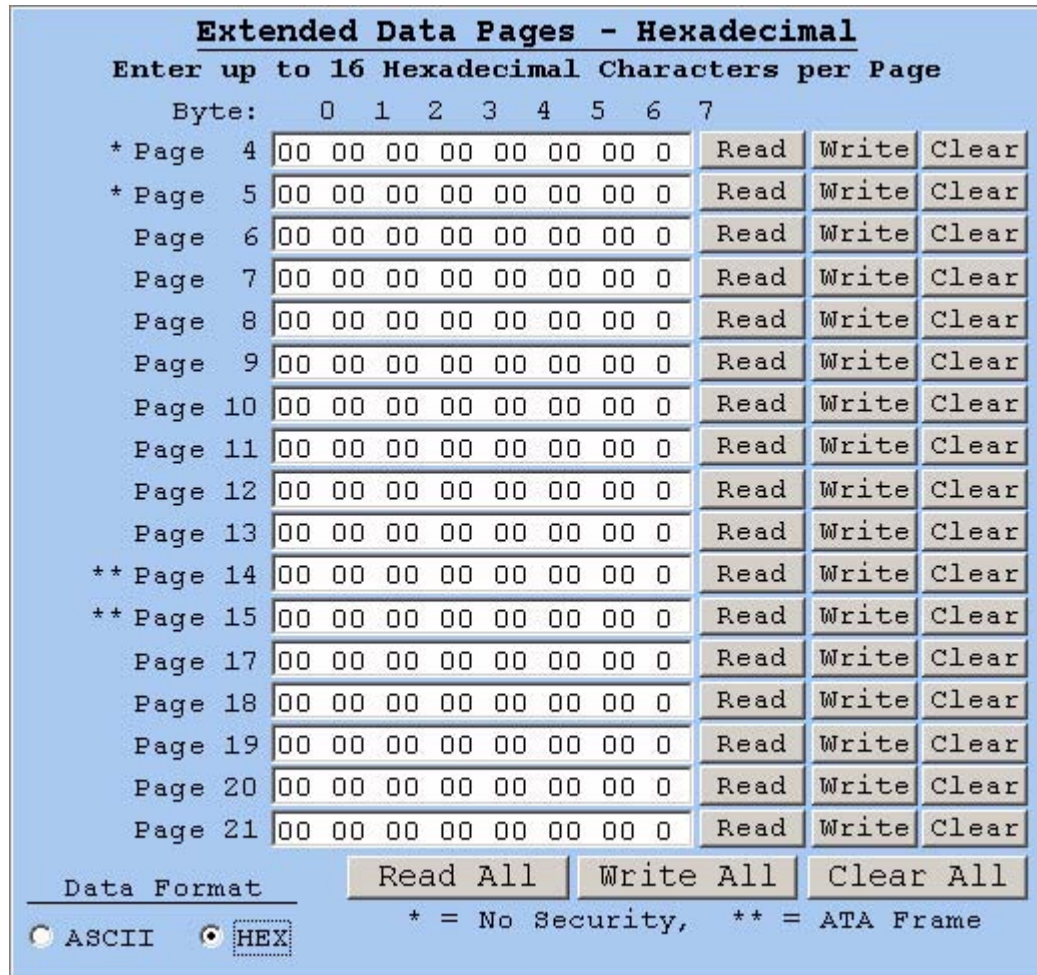 Extended Data Pages - Hexadecimal
Enter up to 16 Hexadecimal Characters per Page
Byte: 0 1 2 3 4 5 6 7
* Page 4 00 00 00 00 00 00 00 0 Read Write Clear
* Page 5 00 00 00 00 00 00 00 0 Read Write Clear
Page 6 00 00 00 00 00 00 00 0 Read Write Clear
Page 7 00 00 00 00 00 00 00 0 Read Write Clear
Page 8 00 00 00 00 00 00 00 0 Read Write Clear
Page 9 00 00 00 00 00 00 00 0 Read Write Clear
Page 10 00 00 00 00 00 00 00 0 Read Write Clear
Page 11 00 00 00 00 00 00 00 0 Read Write Clear
Page 12 00 00 00 00 00 00 00 0 Read Write Clear
Page 13 00 00 00 00 00 00 00 0 Read Write Clear
** Page 14 00 00 00 00 00 00 00 0 Read Write Clear
** Page 15 00 00 00 00 00 00 00 0 Read Write Clear
Page 17 00 00 00 00 00 00 00 0 Read Write Clear
Page 18 00 00 00 00 00 00 00 0 Read Write Clear
Page 19 00 00 00 00 00 00 00 0 Read Write Clear
Page 20 00 00 00 00 00 00 00 0 Read Write Clear
Page 21 00 00 00 00 00 00 00 0 Read Write Clear
Data Format Read All Write All Clear All
* = No Security, ** = ATA Frame
ASCII HEX